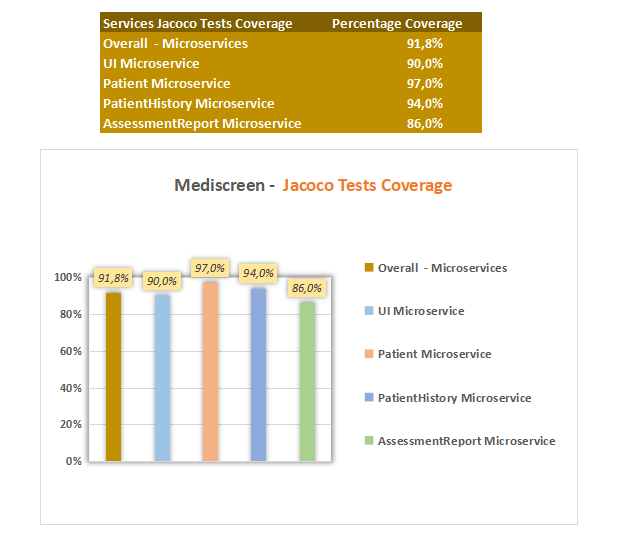 Services Jacoco Tests Coverage Percentage Coverage
Overall - Microservices 91,8%
UI Microservice 90,0%
Patient Microservice 97,0%
PatientHistory Microservice 94,0%
AssessmentReport Microservice 86,0%
Mediscreen - Jacoco Tests Coverage
100%
80%
60%
40%
20%
0%
91,8%
90,0%
97,0%
94,0%
86,0%
Overall - Microservices
UI Microservice
Patient Microservice
PatientHistory Microservice
AssessmentReport Microservice